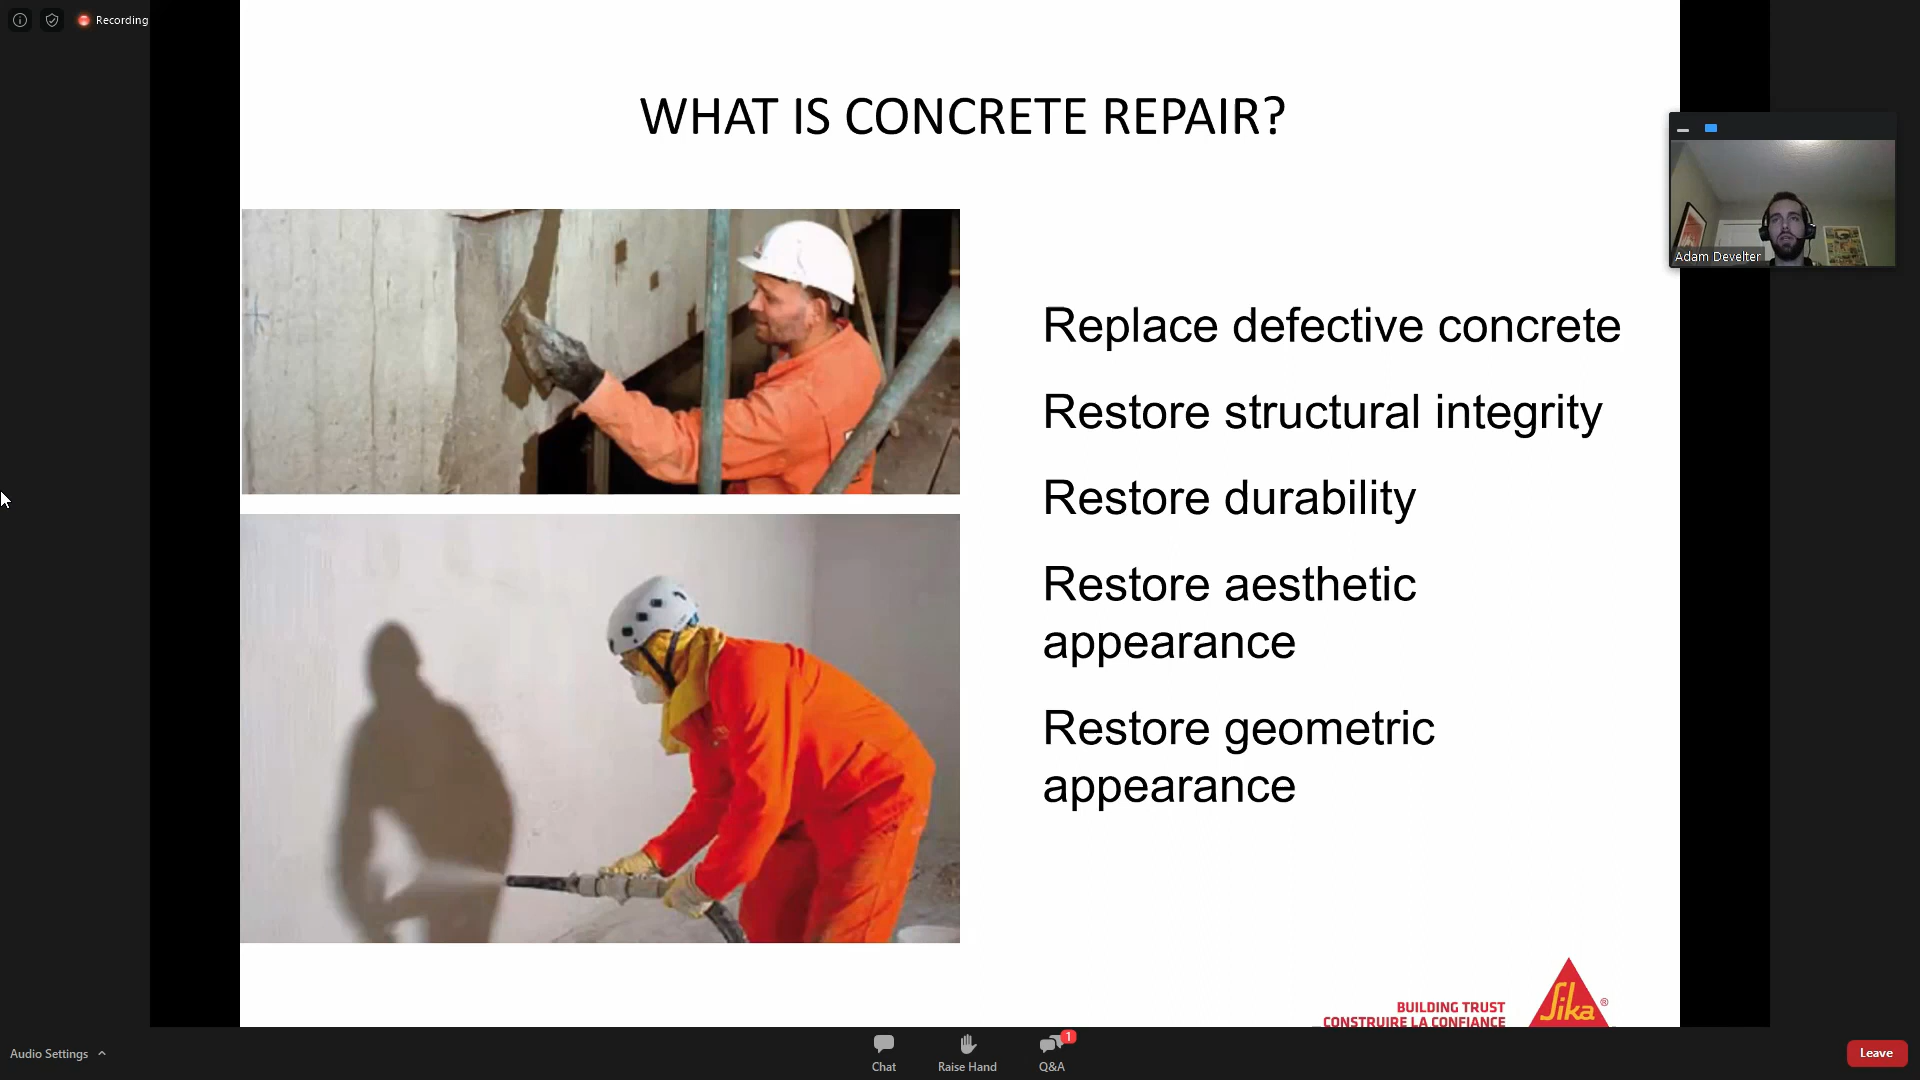 Recording
WHAT IS CONCRETE REPAIR?
Adam Develter
Replace defective concrete
Restore structural integrity
Restore durability
Restore aesthetic
appearance
Restore geometric
appearance
BUILDING TRUST
CONSTRUIRE LA CONFIANCE
Sika®
Audio Settings
Chat
Raise Hand
1
Q&A
Leave